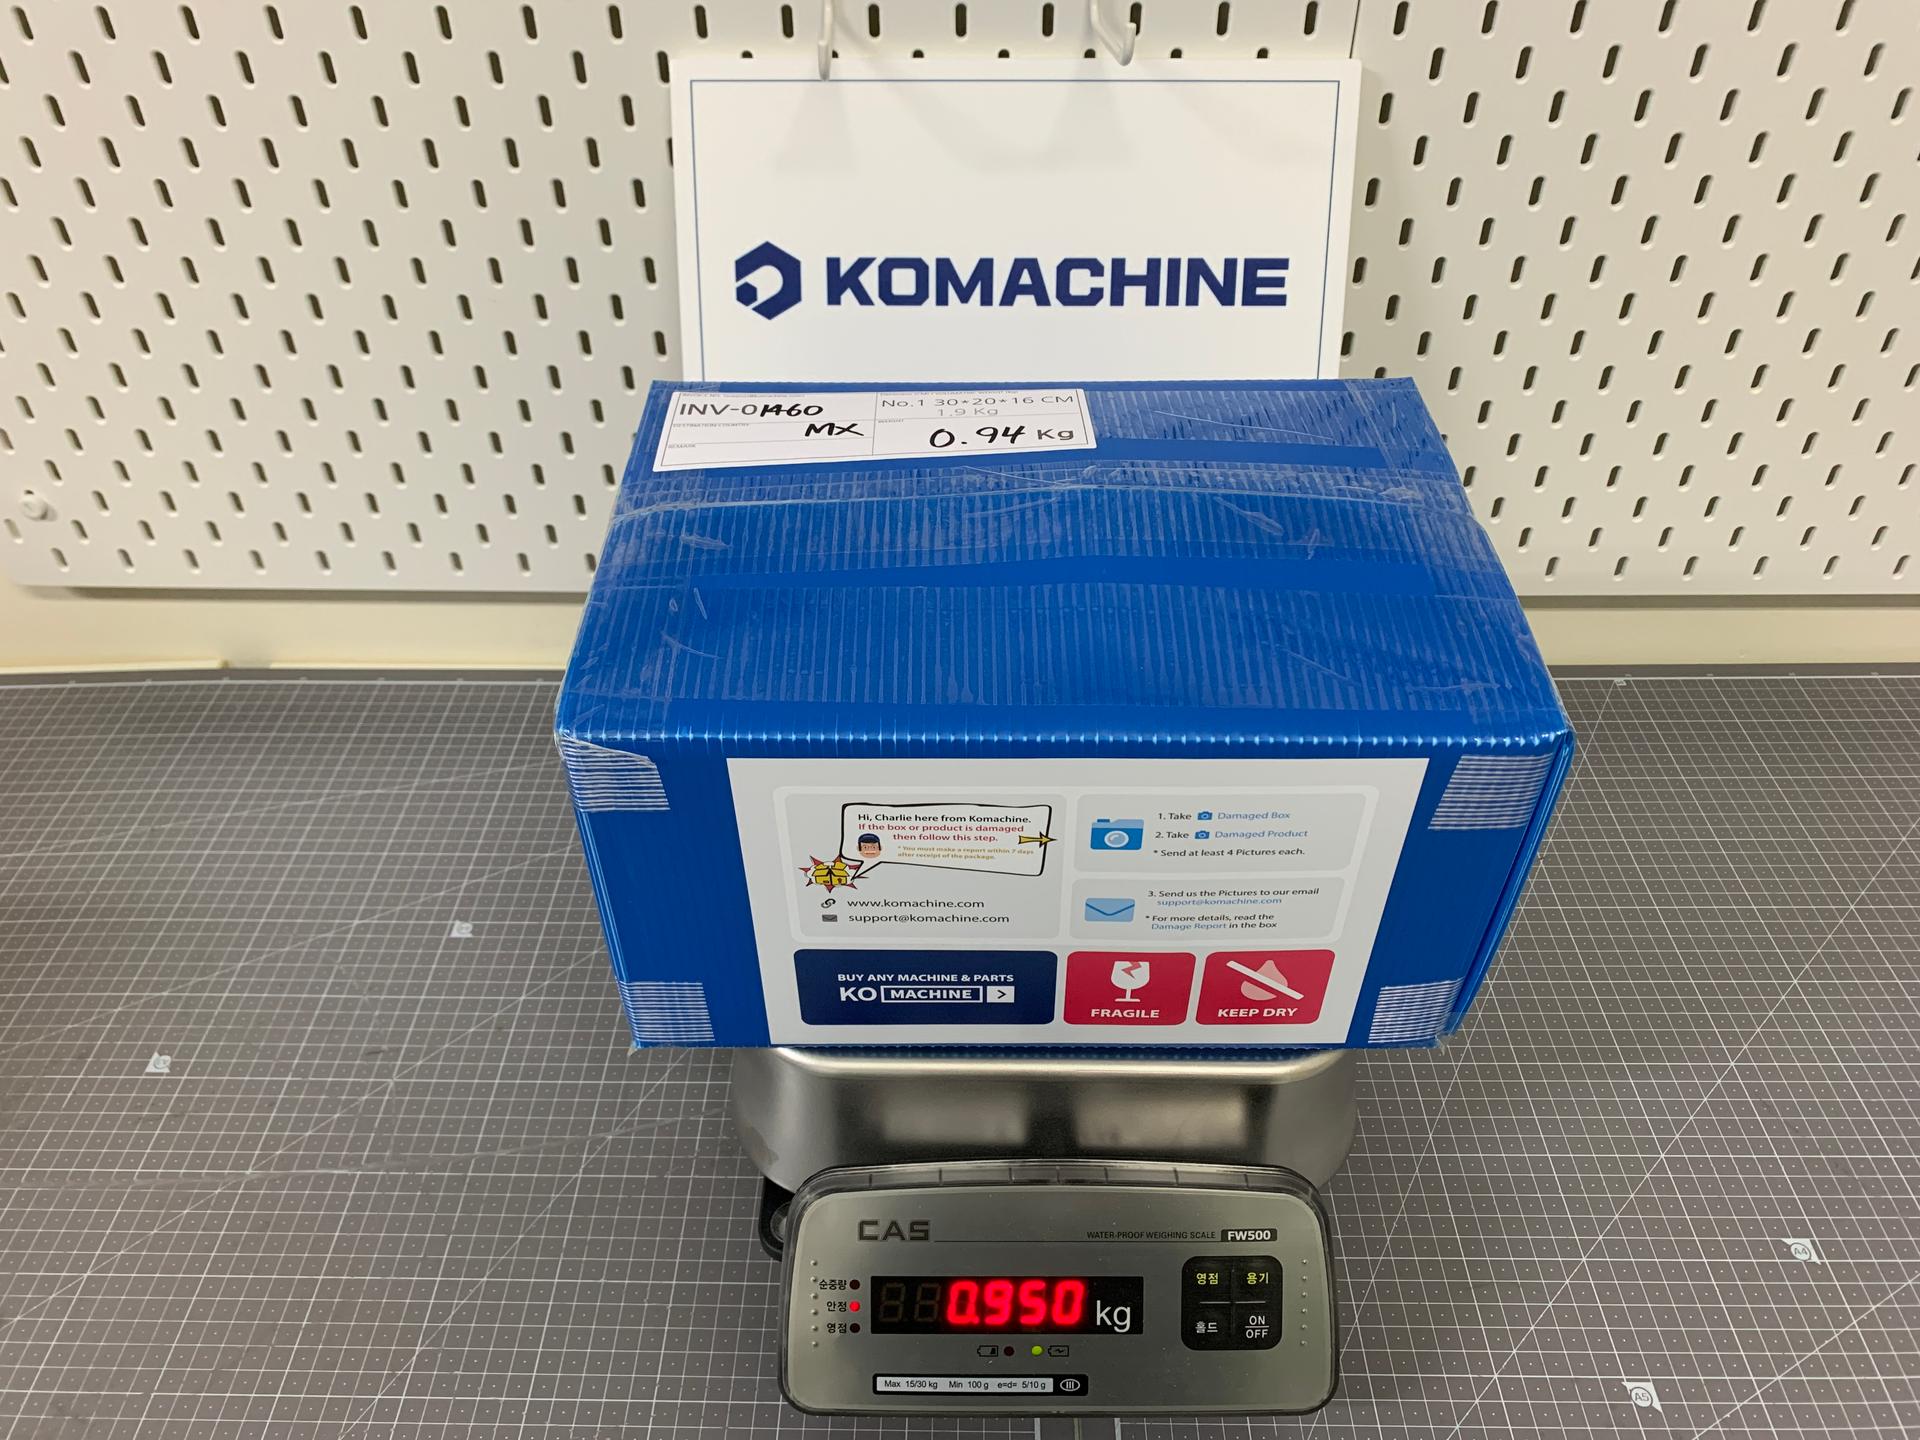 KOMACHINE
INV-01460
MX
REMARK
No.1 30*20*16 CM
1.9 Kg
0.94 Kg
Hi, Charlie here from Komachine.
If the box or product is damaged
then follow this step.
* You must make a report within 7 days
after receipt of the package.
www.komachine.com
support@komachine.com
1. Take Damaged Box
2. Take Damaged Product
* Send at least 4 Pictures each.
3. Send us the Pictures to our email
support@komachine.com
* For more details, read the
Damage Report in the box
BUY ANY MACHINE & PARTS
KO MACHINE >
FRAGILE
KEEP DRY
CAS
WATER-PROOF WEIGHING SCALE FW500
순중량
안정
영점
0.950 kg
영점 용기
홀드 ON OFF
Max 15/30 kg Min 100 g e=d= 5/10 g III
A4
A5